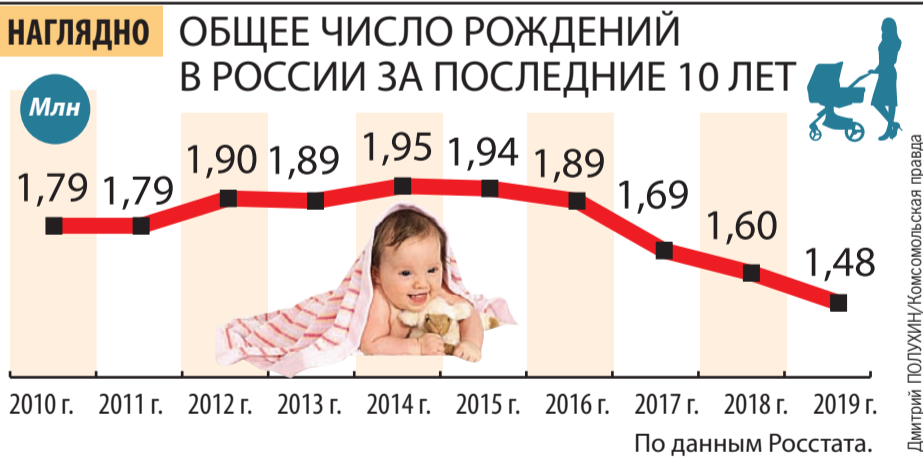 НАГЛЯДНО
ОБЩЕЕ ЧИСЛО РОЖДЕНИЙ
В РОССИИ ЗА ПОСЛЕДНИЕ 10 ЛЕТ
Млн
1,79
1,79
1,90
1,89
1,95
1,94
1,89
1,69
1,60
1,48
2010 г. 2011 г. 2012 г. 2013 г. 2014 г. 2015 г. 2016 г. 2017 г. 2018 г. 2019 г.
По данным Росстата.
Дмитрий ПОЛУХИН/Комсомольская правда